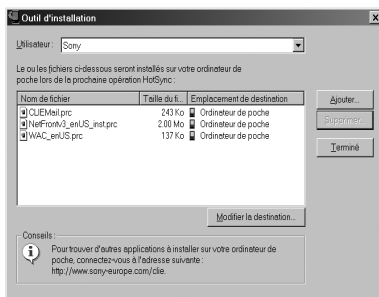 Outil d'installation
Utilisateur : Sony
Le ou les fichiers ci-dessous seront installés sur votre ordinateur de
poche lors de la prochaine opération HotSync :
Nom de fichier Taille du fi... Emplacement de destination
CLIEMail.prc 243 Ko Ordinateur de poche
NetFrontv3_enUS_inst.prc 2.00 Mo Ordinateur de poche
WAC_enUS.prc 137 Ko Ordinateur de poche
Ajouter...
Supprimer...
Terminé
Modifier la destination...
Conseils :
Pour trouver d'autres applications à installer sur votre ordinateur de
poche, connectez-vous à l'adresse suivante :
http://www.sony-europe.com/clie.